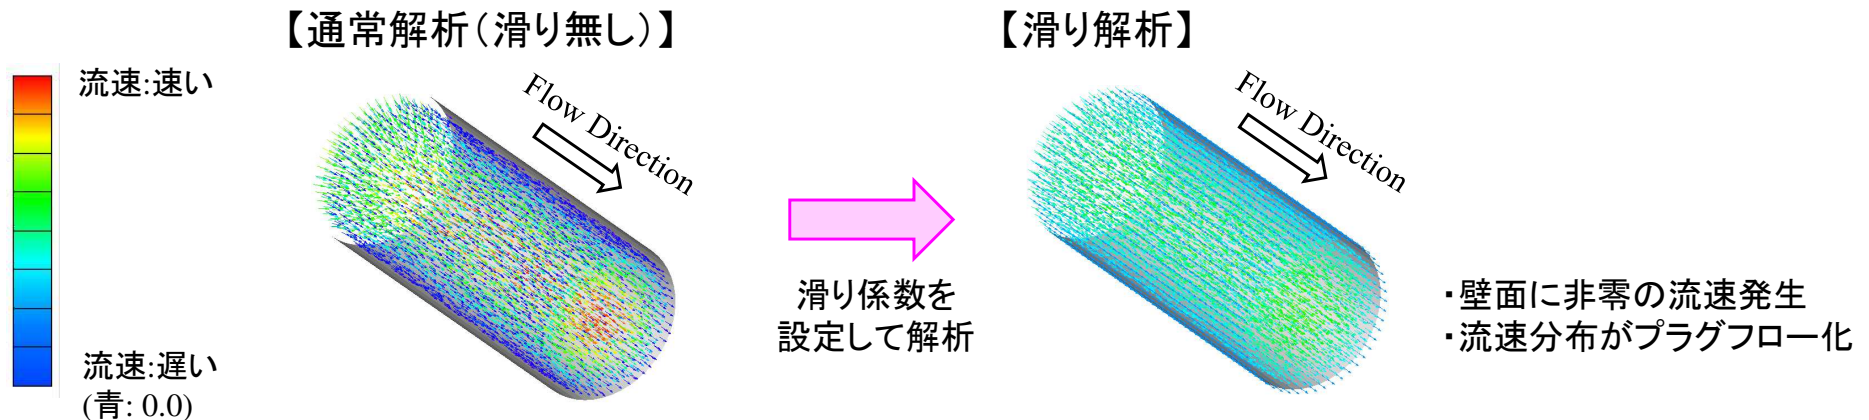 【通常解析(滑り無し)】
流速:速い
流速:遅い
(青: 0.0)
Flow Direction
滑り係数を
設定して解析
【滑り解析】
Flow Direction
・壁面に非零の流速発生
・流速分布がプラグフロー化